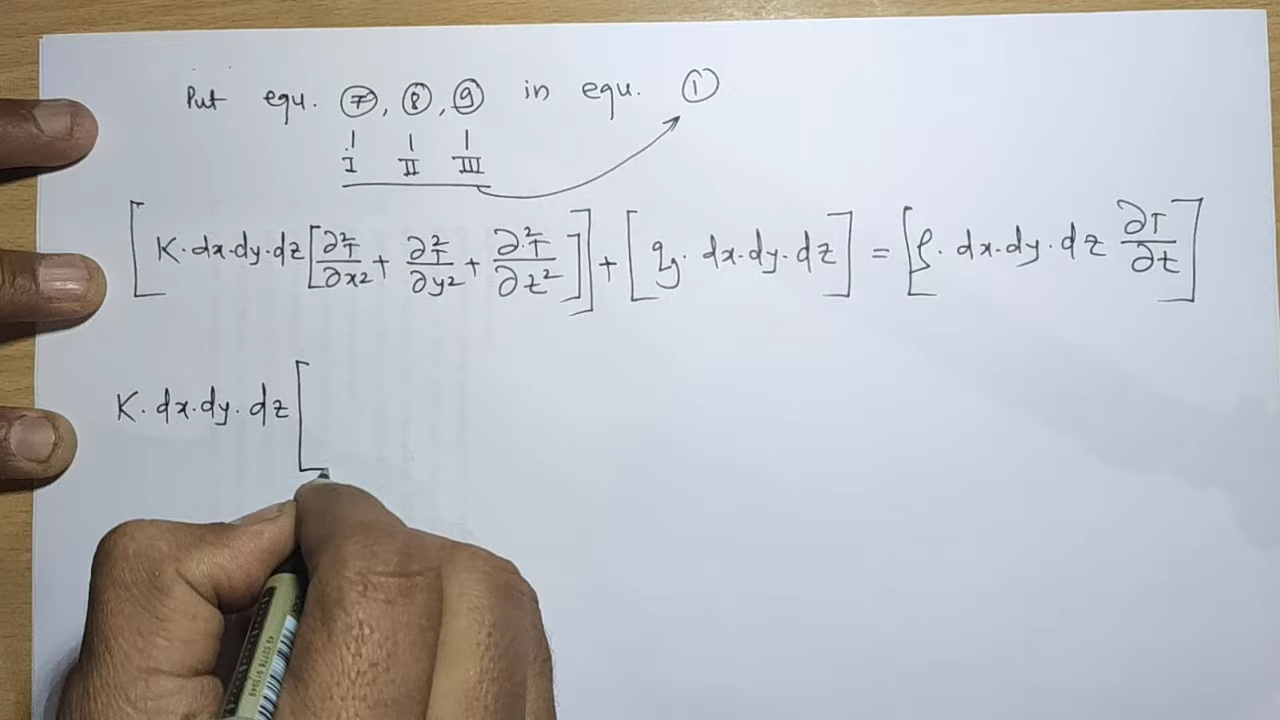 Put equ. ⑦, ⑧, ⑨ in equ. ①
I II III
[K·dx·dy·dz[∂²T/∂x² + ∂²T/∂y² + ∂²T/∂z²]] + [qg· dx·dy·dz] = [ρ· dx·dy·dz ∂T/∂t]
K·dx·dy·dz[